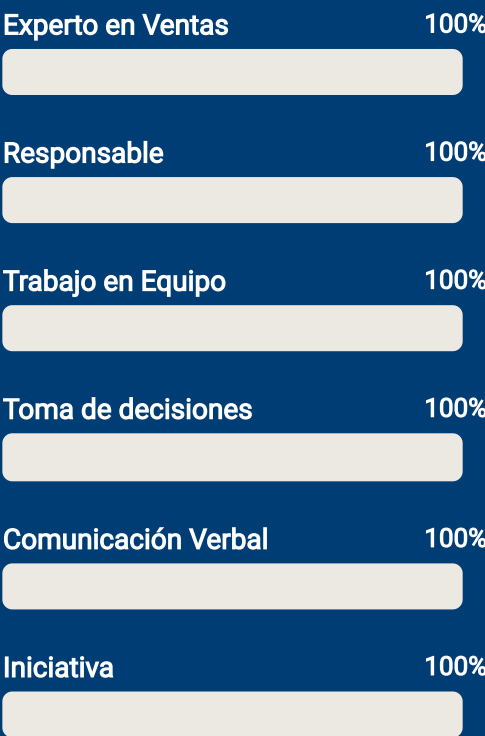 Experto en Ventas 100%
Responsable 100%
Trabajo en Equipo 100%
Toma de decisiones 100%
Comunicación Verbal 100%
Iniciativa 100%